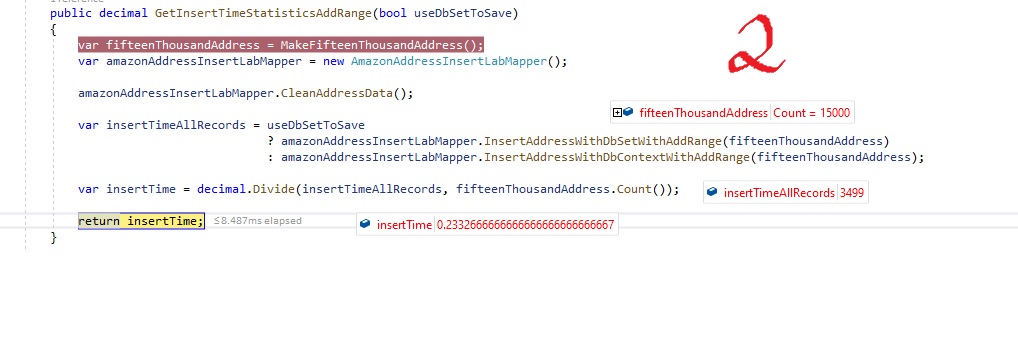 public decimal GetInsertTimeStatisticsAddRange(bool useDbSetToSave)
{
var fifteenThousandAddress = MakeFifteenThousandAddress();
2
var amazonAddressInsertLabMapper = new AmazonAddressInsertLabMapper();
amazonAddressInsertLabMapper.CleanAddressData();
fifteenThousandAddress Count = 15000
var insertTimeAllRecords = useDbSetToSave
? amazonAddressInsertLabMapper.InsertAddressWithDbSetWithAddRange(fifteenThousandAddress)
: amazonAddressInsertLabMapper.InsertAddressWithDbContextWithAddRange(fifteenThousandAddress);
var insertTime = decimal.Divide(insertTimeAllRecords, fifteenThousandAddress.Count()); insertTimeAllRecords 3499
return insertTime; ≤8.487ms elapsed insertTime 0.2332666666666666666666666667
}